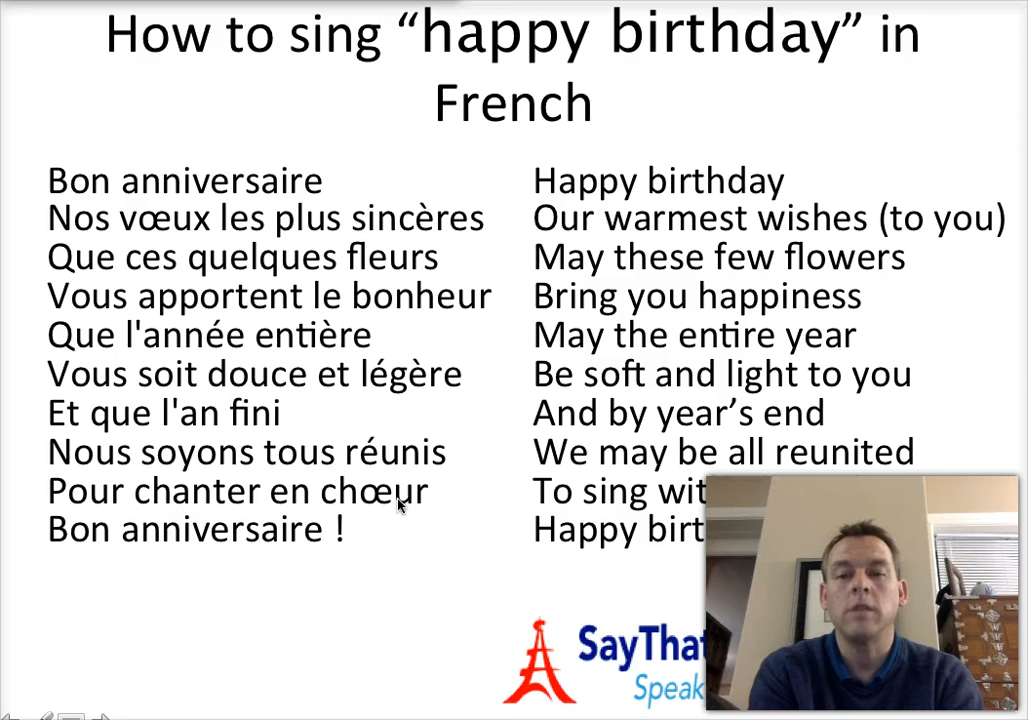 How to sing “happy birthday” in
French
Bon anniversaire
Nos vœux les plus sincères
Que ces quelques fleurs
Vous apportent le bonheur
Que l'année entière
Vous soit douce et légère
Et que l'an fini
Nous soyons tous réunis
Pour chanter en chœur
Bon anniversaire !
Happy birthday
Our warmest wishes (to you)
May these few flowers
Bring you happiness
May the entire year
Be soft and light to you
And by year’s end
We may be all reunited
To sing wit
Happy birt
SayThat
Speak